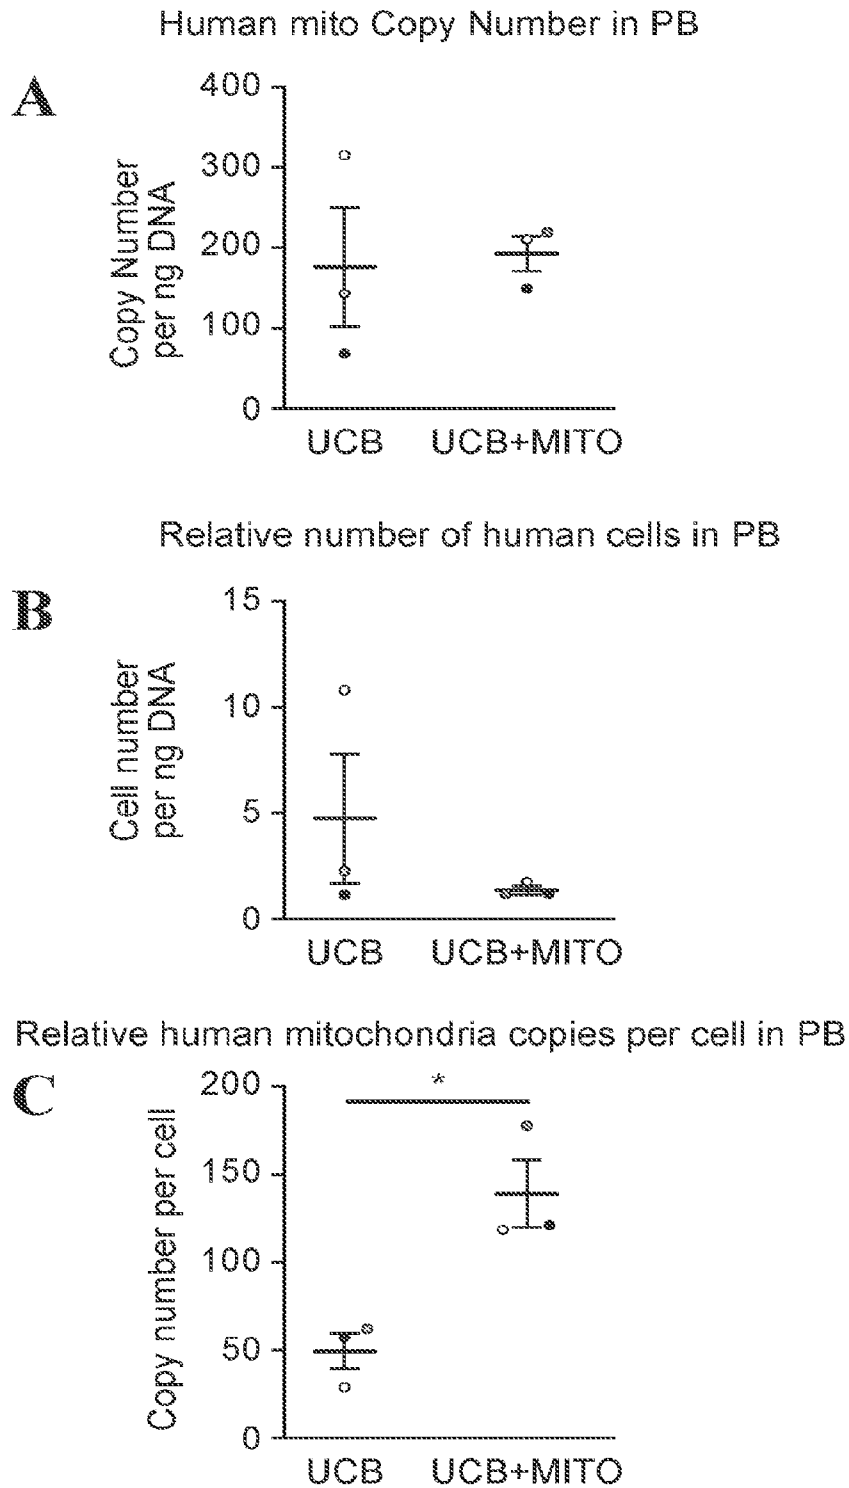 Human mito Copy Number in PB
A
Copy Number
per ng DNA
400
300
200
100
0
UCB UCB+MITO
Relative number of human cells in PB
B
Cell number
per ng DNA
15
10
5
0
UCB UCB+MITO
Relative human mitochondria copies per cell in PB
C
Copy number per cell
200
150
100
50
0
*
UCB UCB+MITO